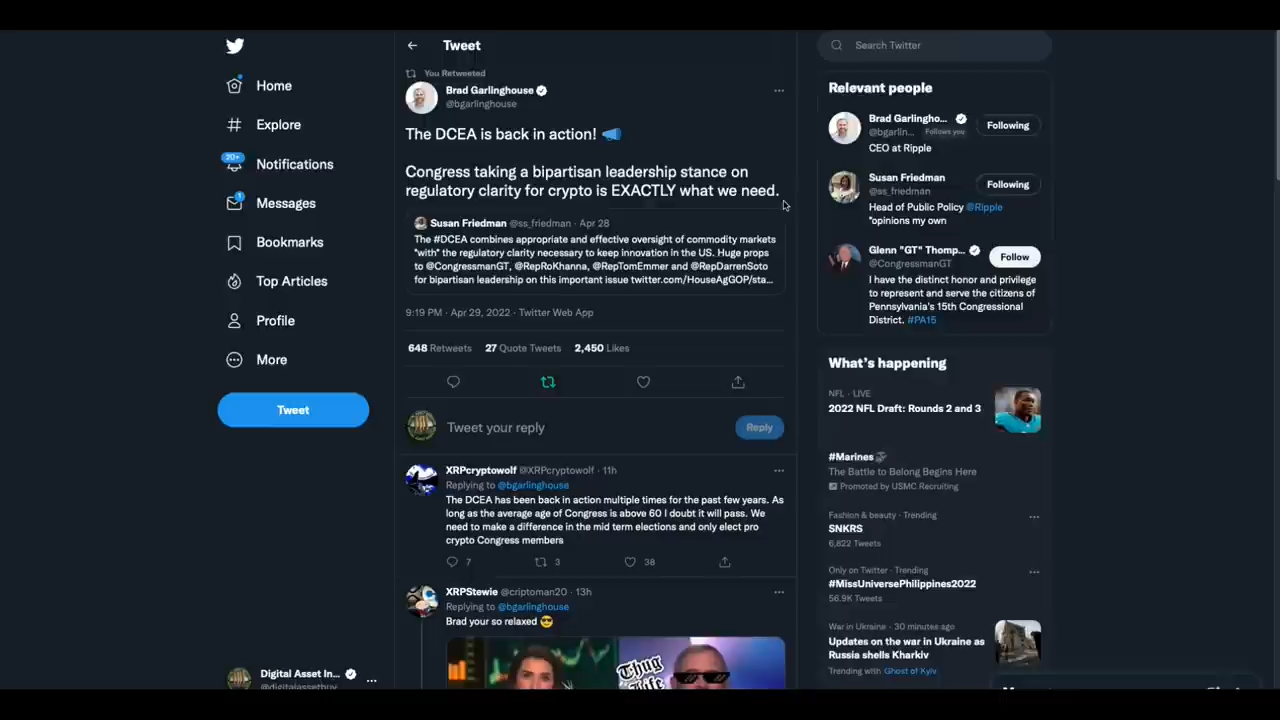 Home
Explore
20+
Notifications
1
Messages
Bookmarks
Top Articles
Profile
More
Tweet
Digital Asset In...
@digitalassetbuy
Tweet
You Retweeted
Brad Garlinghouse
@bgarlinghouse
The DCEA is back in action!
Congress taking a bipartisan leadership stance on
regulatory clarity for crypto is EXACTLY what we need.
Susan Friedman @ss_friedman · Apr 28
The #DCEA combines appropriate and effective oversight of commodity markets
*with* the regulatory clarity necessary to keep innovation in the US. Huge props
to @CongressmanGT, @RepRoKhanna, @RepTomEmmer and @RepDarrenSoto
for bipartisan leadership on this important issue twitter.com/HouseAgGOP/sta...
9:19 PM · Apr 29, 2022 · Twitter Web App
648 Retweets 27 Quote Tweets 2,450 Likes
Tweet your reply
Reply
XRPcryptowolf @XRPcryptowolf · 11h
Replying to @bgarlinghouse
The DCEA has been back in action multiple times for the past few years. As
long as the average age of Congress is above 60 I doubt it will pass. We
need to make a difference in the mid term elections and only elect pro
crypto Congress members
7 3 38
XRPStewie @criptoman20 · 13h
Replying to @bgarlinghouse
Brad your so relaxed
Thug
Life
Search Twitter
Relevant people
Brad Garlingho...
@bgarlin... Follows you
Following
CEO at Ripple
Susan Friedman
@ss_friedman
Following
Head of Public Policy @Ripple
*opinions my own
Glenn "GT" Thomp...
@CongressmanGT
Follow
I have the distinct honor and privilege
to represent and serve the citizens of
Pennsylvania's 15th Congressional
District. #PA15
What's happening
NFL · LIVE
2022 NFL Draft: Rounds 2 and 3
#Marines
The Battle to Belong Begins Here
Promoted by USMC Recruiting
Fashion & beauty · Trending
SNKRS
6,822 Tweets
Only on Twitter · Trending
#MissUniversePhilippines2022
56.9K Tweets
War in Ukraine · 30 minutes ago
Updates on the war in Ukraine as
Russia shells Kharkiv
Trending with Ghost of Kyiv